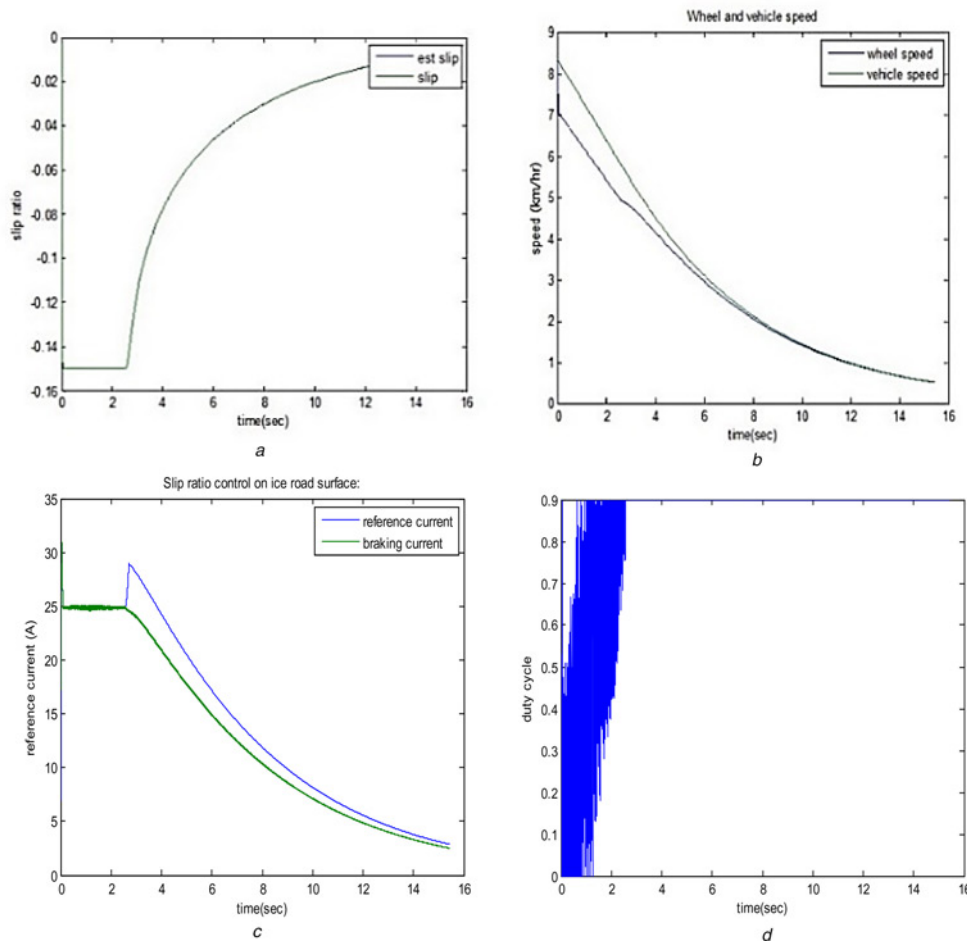 0
-0.02
-0.04
-0.06
-0.08
-0.1
-0.12
-0.14
-0.16
slip ratio
est slip
slip
0 2 4 6 8 10 12 14 16
time(sec)
a
Wheel and vehicle speed
9
8
7
6
5
4
3
2
1
0
speed (km/hr)
wheel speed
vehicle speed
0 2 4 6 8 10 12 14 16
time(sec)
b
Slip ratio control on ice road surface:
35
30
25
20
15
10
5
0
reference current (A)
reference current
braking current
0 2 4 6 8 10 12 14 16
time(sec)
c
0.9
0.8
0.7
0.6
0.5
0.4
0.3
0.2
0.1
0
duty cycle
0 2 4 6 8 10 12 14 16
time(sec)
d